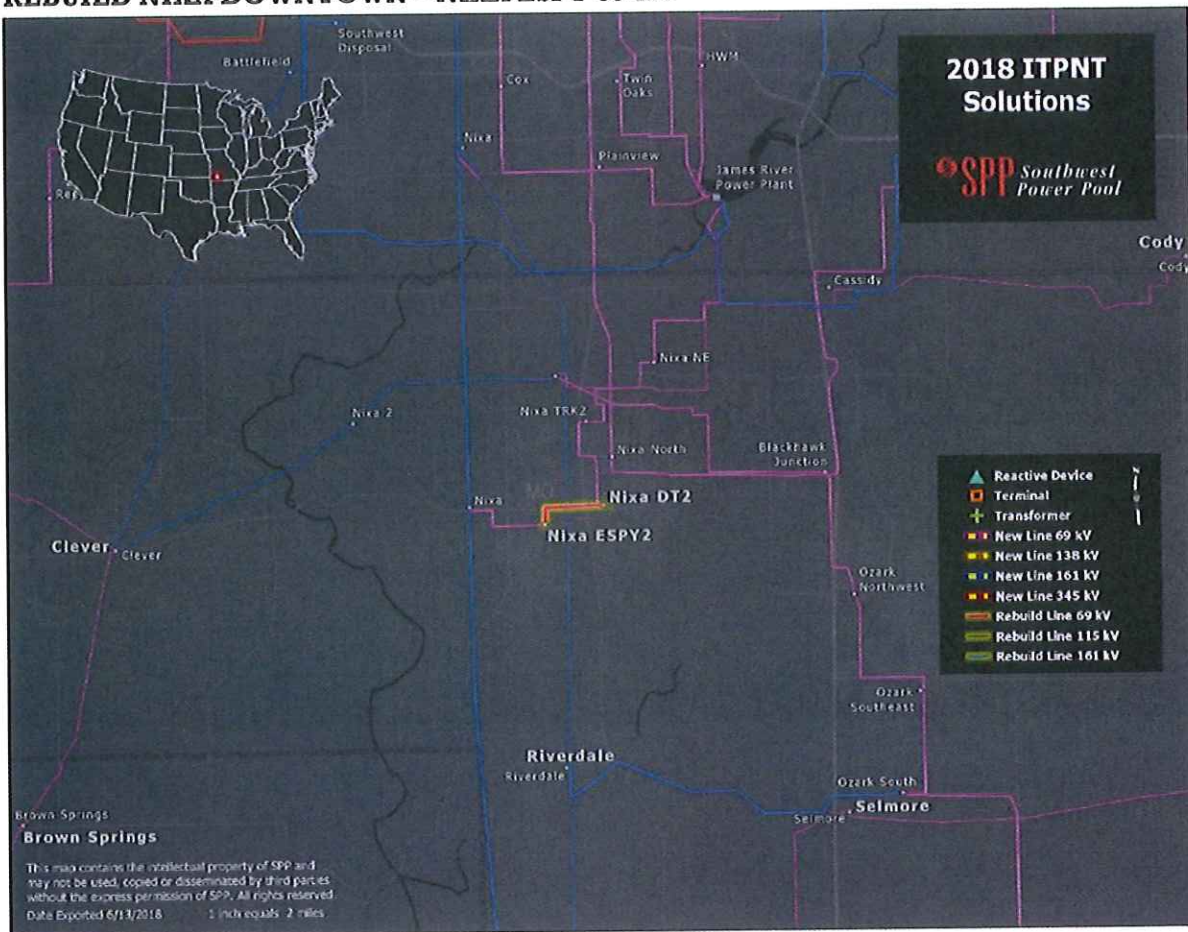 Southwest
Disposal
Battlefield
Cox
Twin
Oaks
HWM
2018 ITPNT
Solutions
SPP Southwest
Power Pool
Nixa
Plainview
James River
Power Plant
Cody
Cody
Cassidy
Nixa NE
Nixa 2
Nixa TRK2
Nixa North
Blackhawk
Junction
Reactive Device
Terminal
Transformer
New Line 69 kV
New Line 138 kV
New Line 161 kV
New Line 345 kV
Rebuild Line 69 kV
Rebuild Line 115 kV
Rebuild Line 161 kV
N
MO
Nixa
Nixa DT2
Nixa ESPY2
Clever
Clever
Ozark
Northwest
Ozark
Southeast
Riverdale
Riverdale
Ozark South
Selmore
Selmore
Brown Springs
Brown Springs
This map contains the intellectual property of SPP and
may not be used, copied or disseminated by third parties
without the express permission of SPP. All rights reserved.
Date Exported 6/13/2018 1 inch equals 2 miles